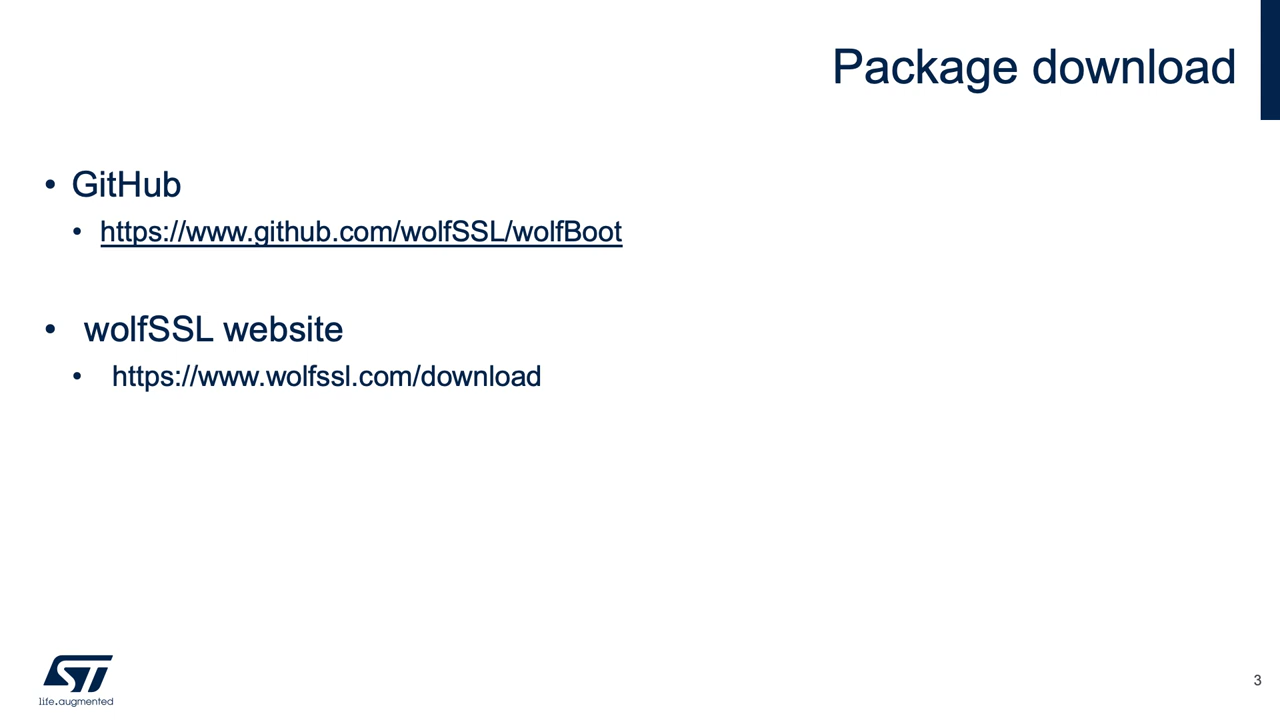 Package download
• GitHub
• https://www.github.com/wolfSSL/wolfBoot
• wolfSSL website
• https://www.wolfssl.com/download
ST
life.augmented
3